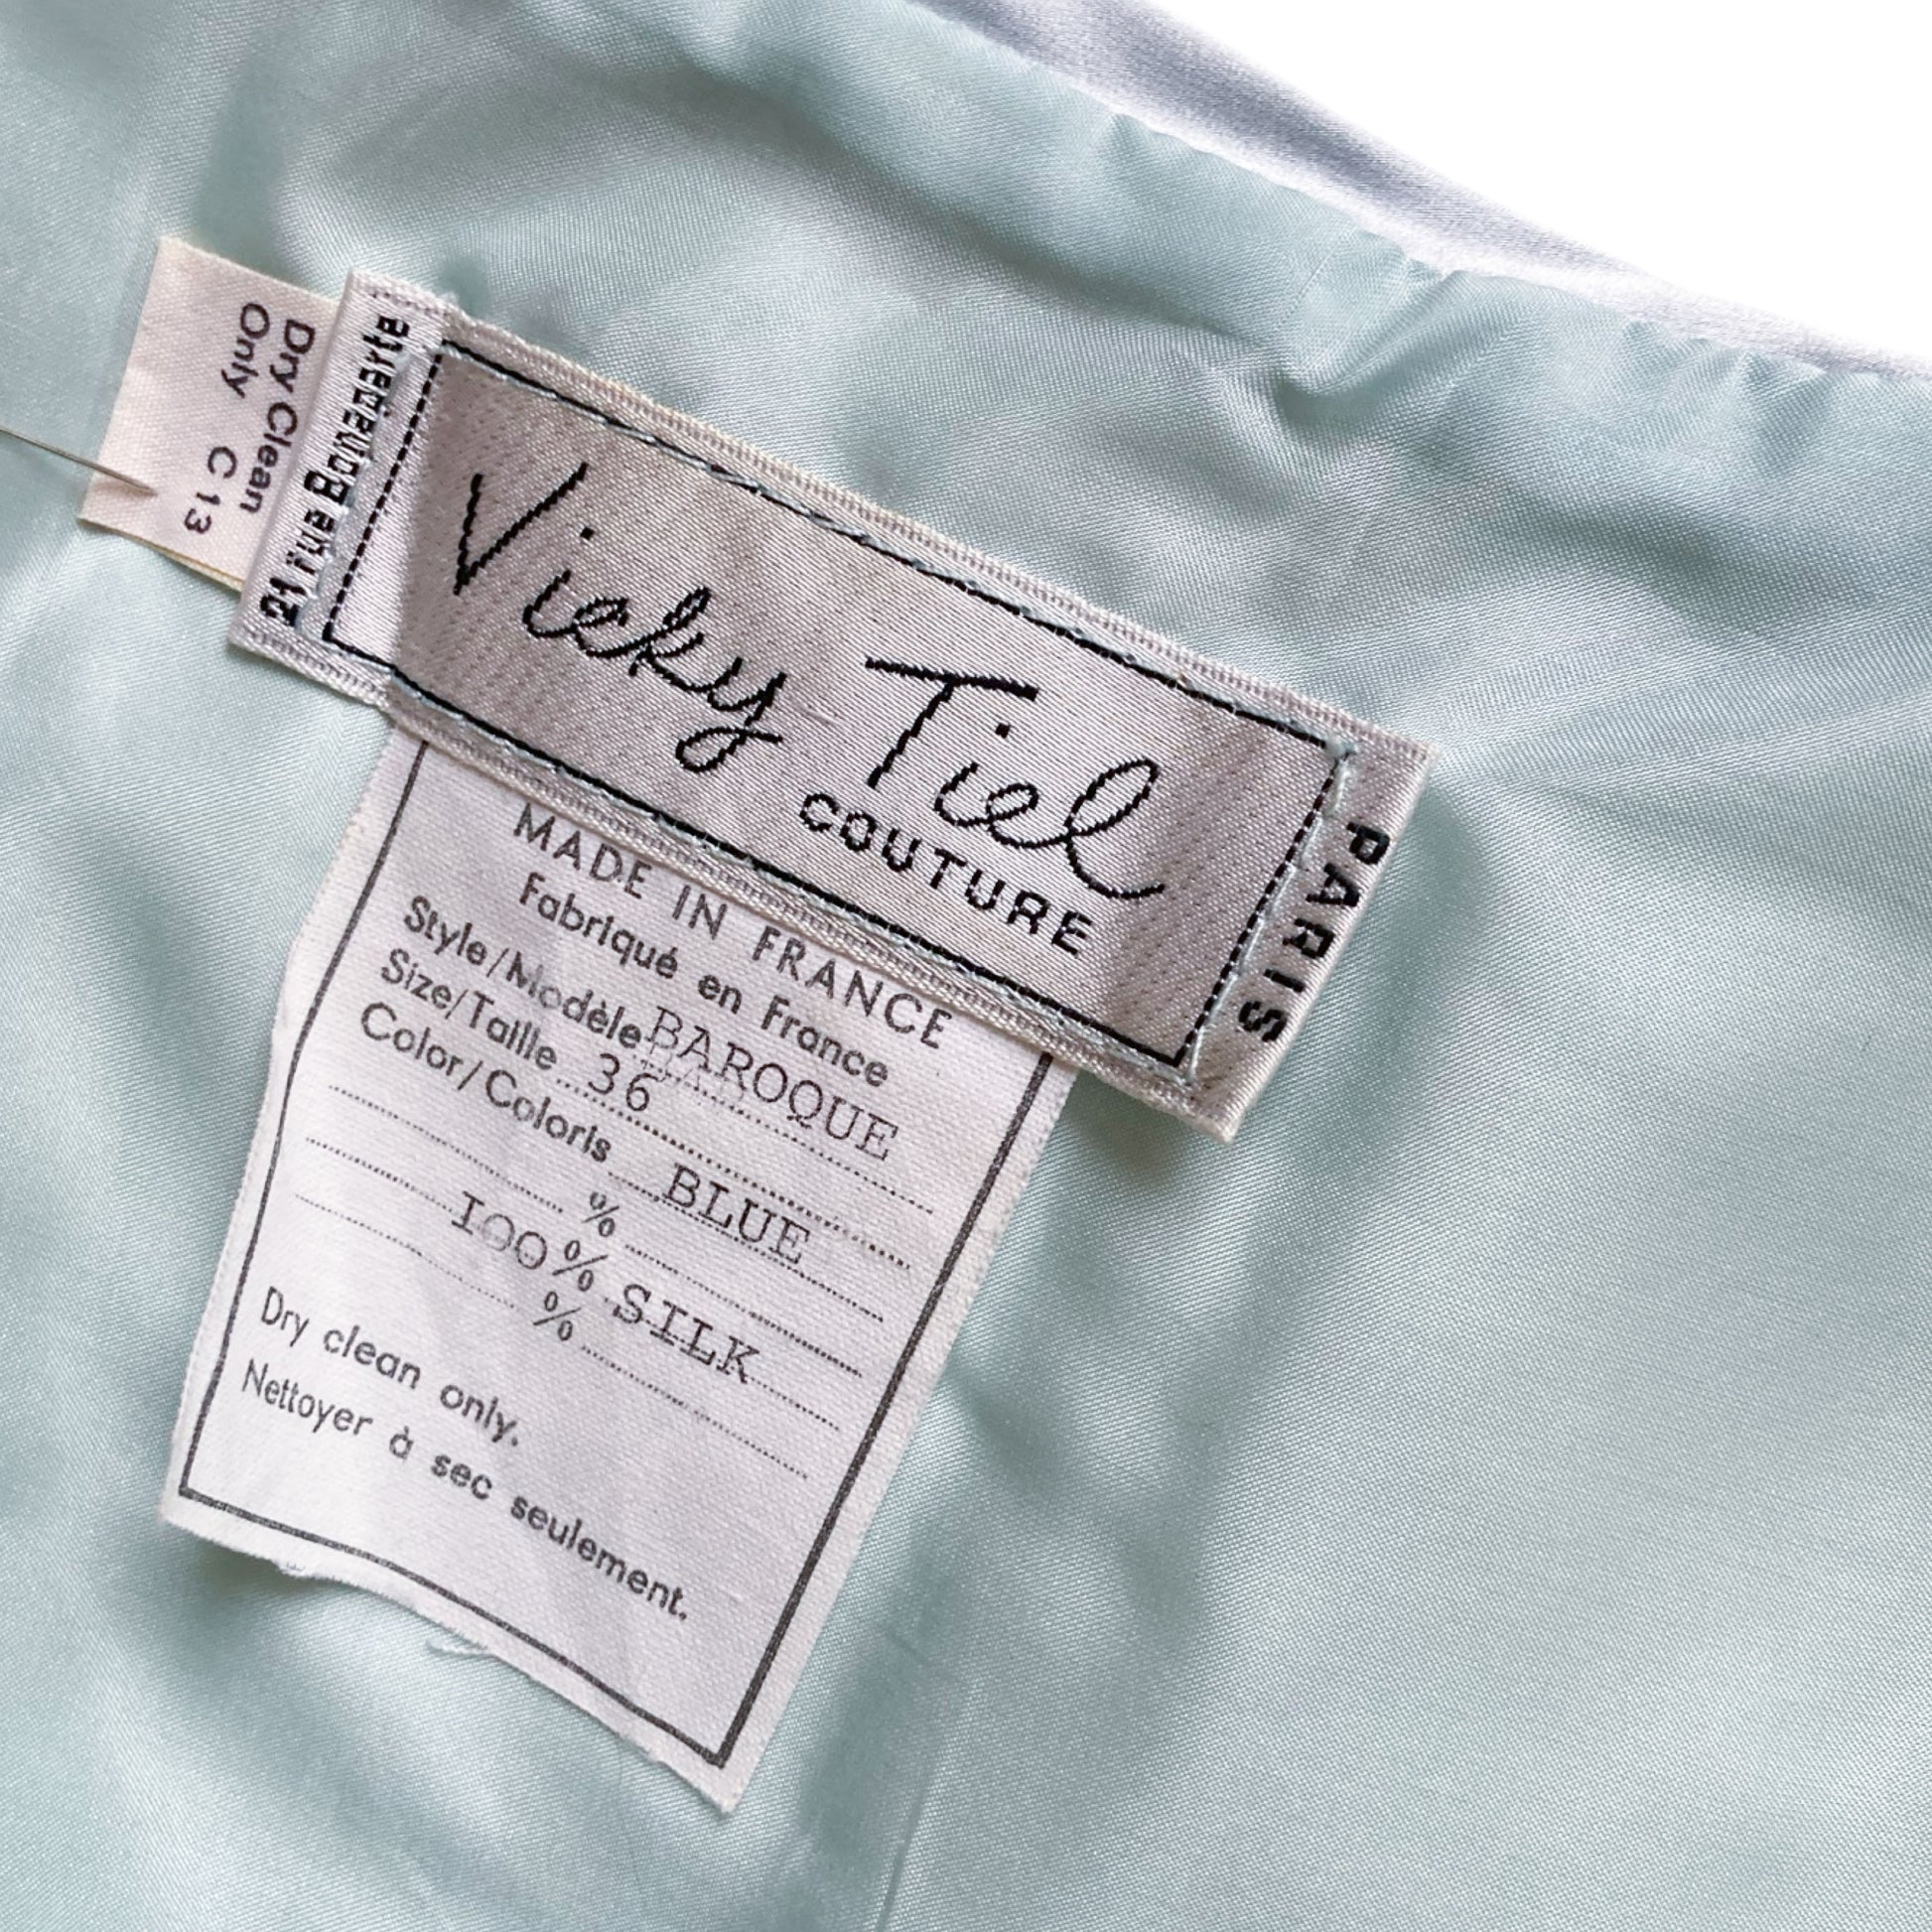 Dry Clean
Only C 13
21 rue Bonaparte
Vicky Tiel
COUTURE
PARIS
MADE IN FRANCE
Fabriqué en France
Style/Modèle BAROQUE
Size/Taille 36
Color/Coloris BLUE
%
100% SILK
%
Dry clean only.
Nettoyer à sec seulement.